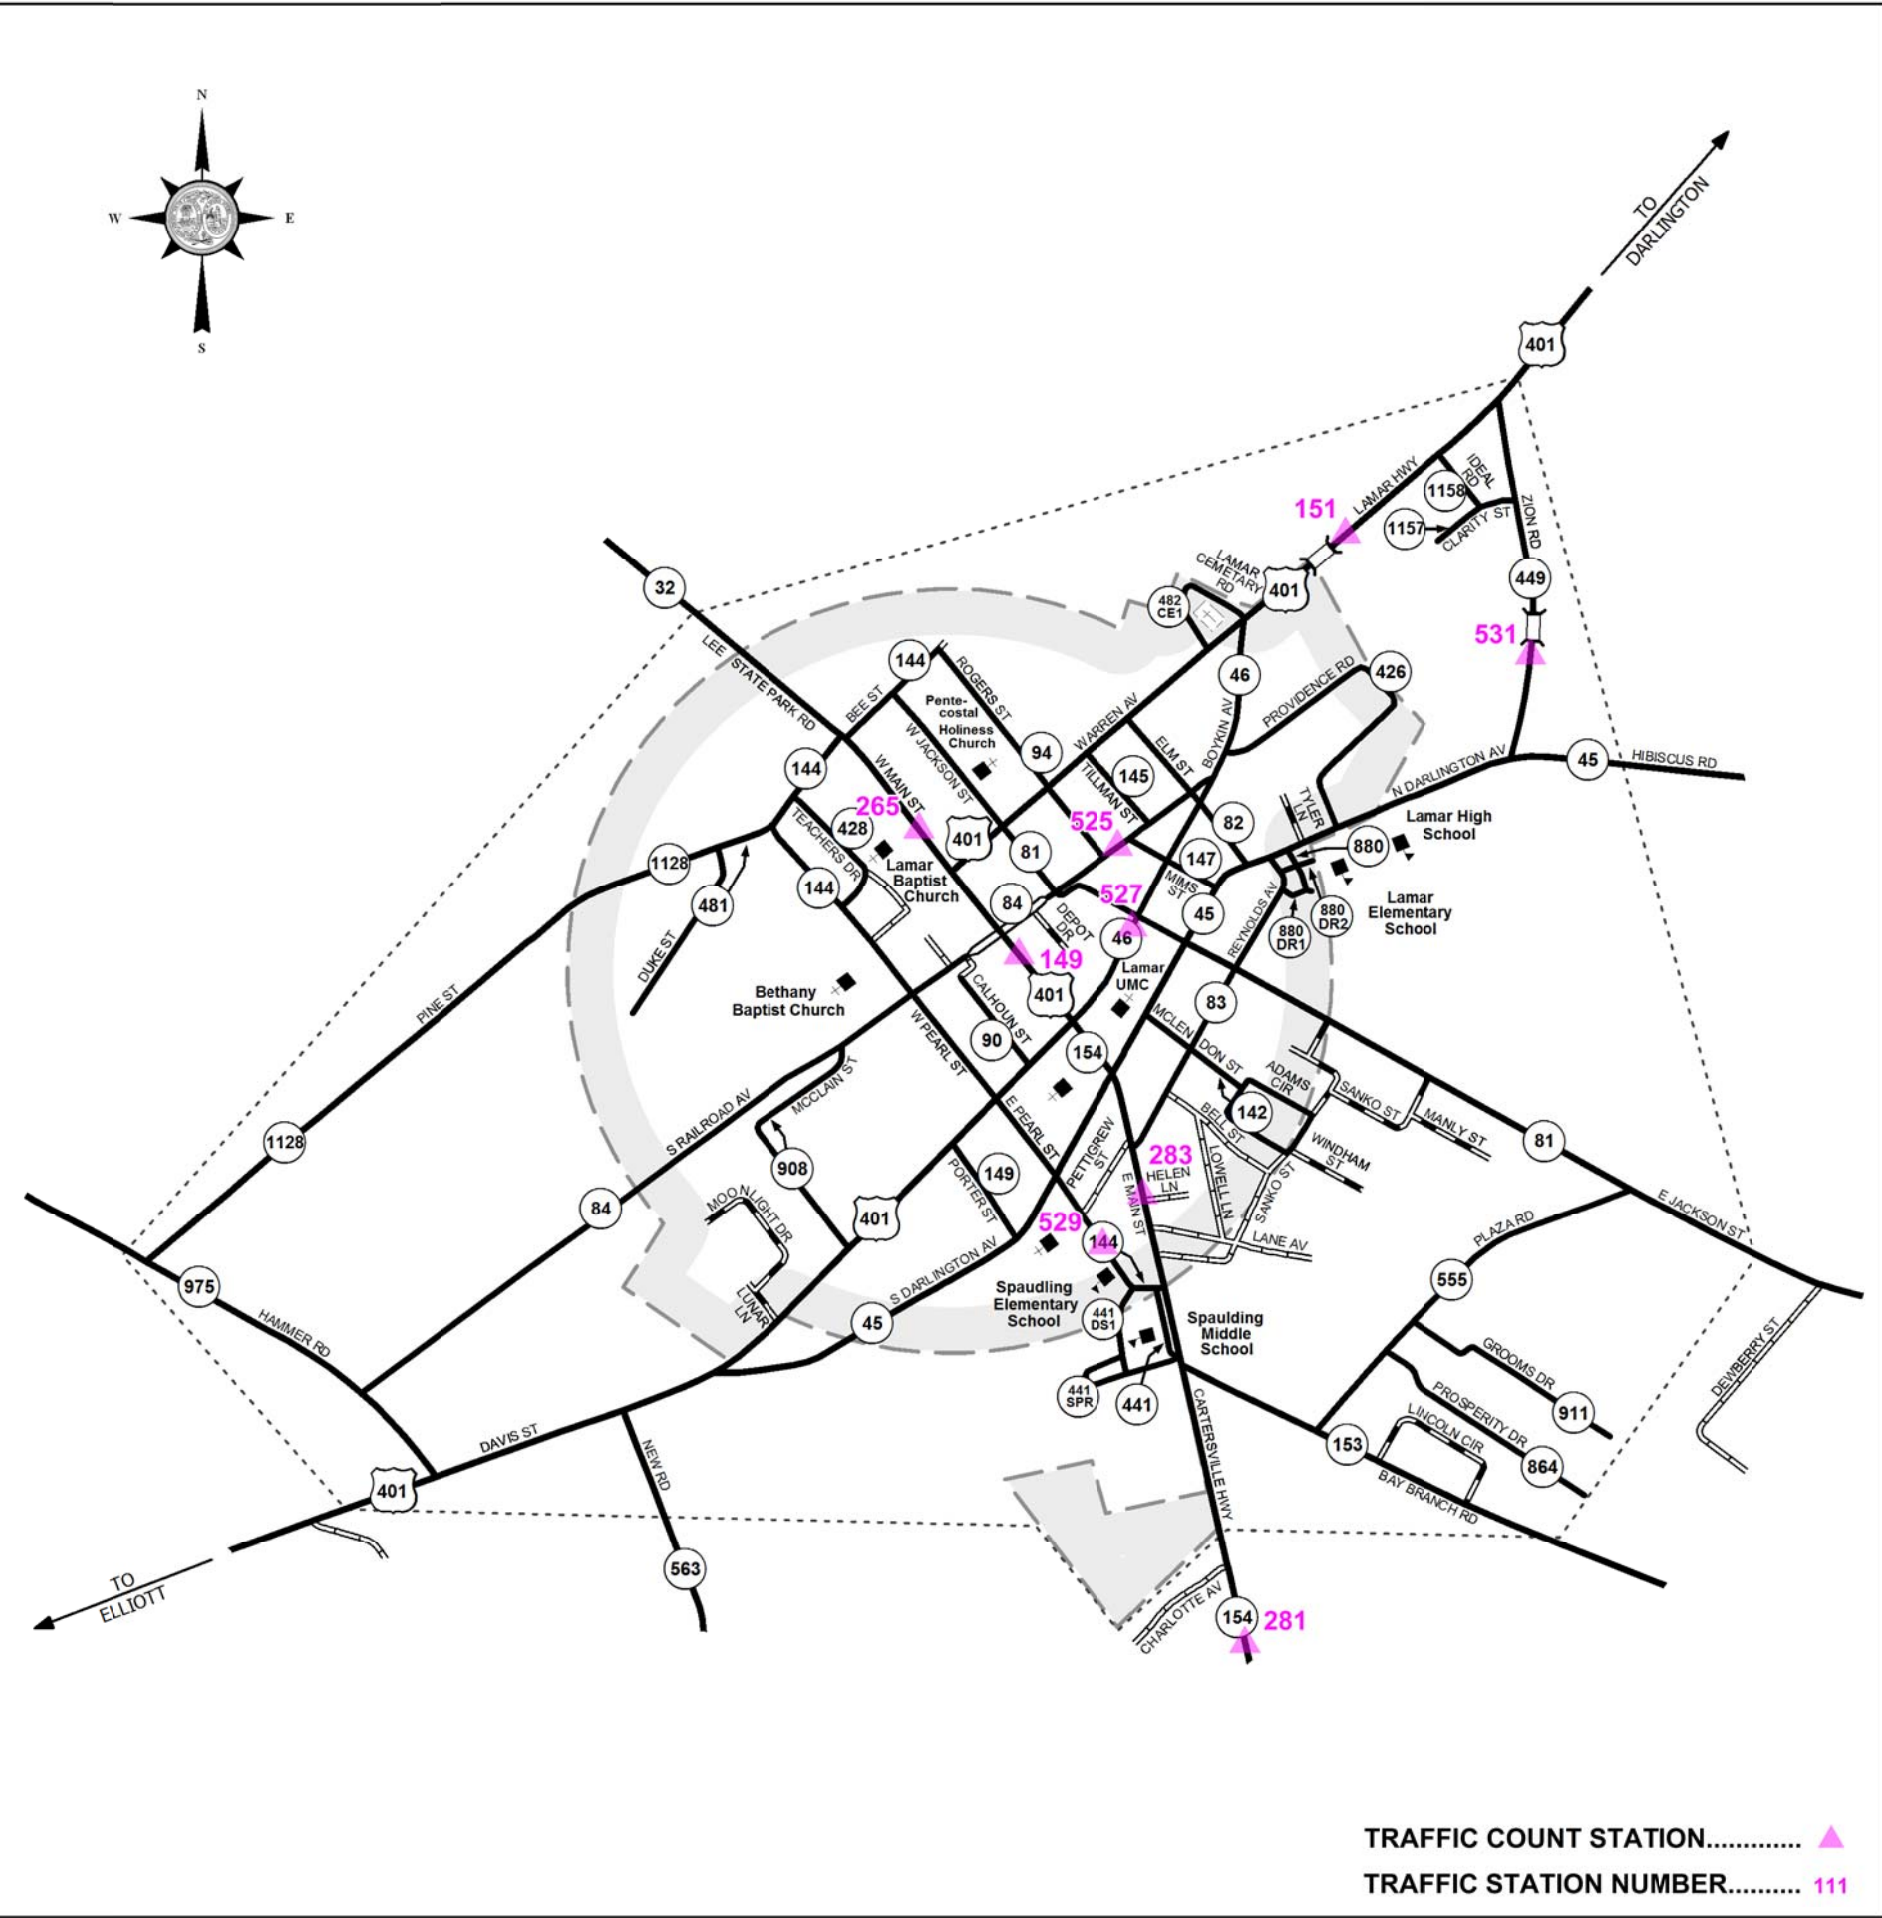 N
W
E
S
TO
DARLINGTON
401
LAMAR HWY
IDEAL
RD
1158
1157
CLARITY ST
ZION RD
151
449
531
LAMAR
CEMETARY
RD
401
482
CE1
32
LEE STATE PARK RD
144
BEE ST
ROGERS ST
Pente-
costal
Holiness
Church
W JACKSON ST
94
WARREN AV
46
BOYKIN AV
PROVIDENCE RD
426
ELM ST
145
TILLMAN ST
N DARLINGTON AV
45
HIBISCUS RD
144
W MAIN ST
265
428
TEACHERS DR
401
525
81
82
TYLER
LN
Lamar High
School
880
147
MIMS
ST
1128
481
144
Lamar
Baptist
Church
84
527
DEPOT
DR
46
45
REYNOLDS AV
880
DR1
880
DR2
Lamar
Elementary
School
DUKE ST
149
Lamar
UMC
401
PINE ST
Bethany
Baptist Church
CALHOUN ST
90
W PEARL ST
154
83
MCLENDON ST
ADAMS
CIR
SANKO ST
MANLY ST
142
BELL ST
WINDHAM
ST
81
1128
S RAILROAD AV
MCCLAIN ST
908
E PEARL ST
PETTIGREW
ST
283
HELEN
LN
LOWELL LN
SANKO ST
E MAIN ST
149
PORTER ST
MOONLIGHT DR
84
401
529
144
LANE AV
E JACKSON ST
PLAZA RD
975
HAMMER RD
LUNAR
LN
S DARLINGTON AV
45
Spaudling
Elementary
School
441
DS1
Spaulding
Middle
School
555
441
SPR
441
GROOMS DR
911
DEWBERRY ST
PROSPERITY DR
864
LINCOLN CIR
153
BAY BRANCH RD
CARTERSVILLE HWY
DAVIS ST
NEW RD
401
563
TO
ELLIOTT
CHARLOTTE AV
154
281
TRAFFIC COUNT STATION.............
TRAFFIC STATION NUMBER.......... 111